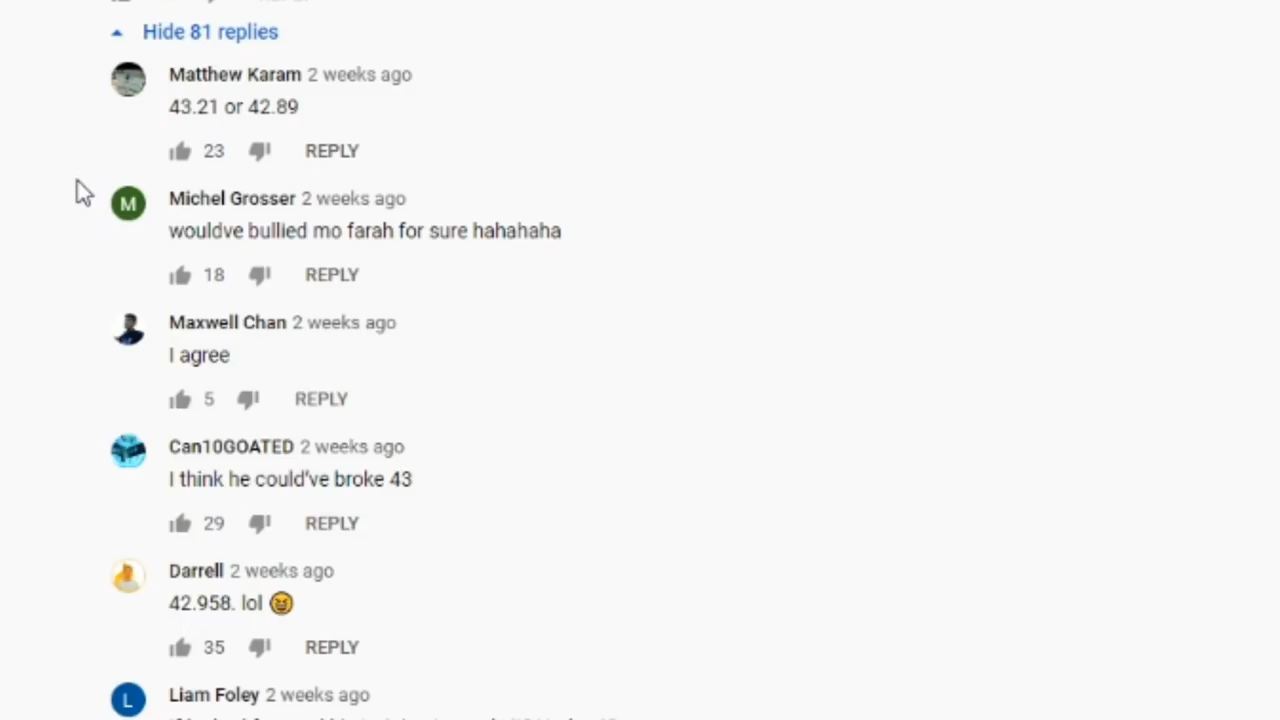 Hide 81 replies
Matthew Karam 2 weeks ago
43.21 or 42.89
23 REPLY
M
Michel Grosser 2 weeks ago
wouldve bullied mo farah for sure hahahaha
18 REPLY
Maxwell Chan 2 weeks ago
I agree
5 REPLY
Can10GOATED 2 weeks ago
I think he could've broke 43
29 REPLY
Darrell 2 weeks ago
42.958. lol 😆
35 REPLY
L
Liam Foley 2 weeks ago